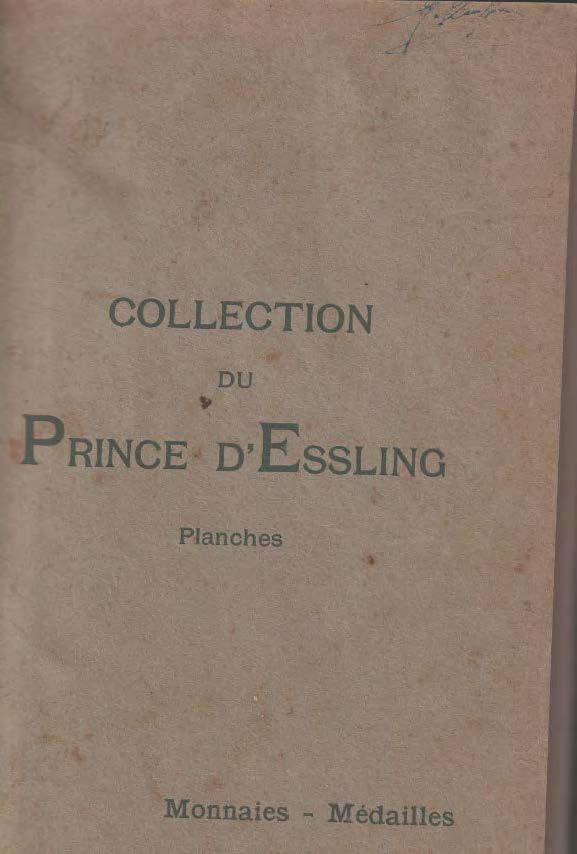 COLLECTION
DU
PRINCE D'ESSLING
Planches
Monnaies - Médailles